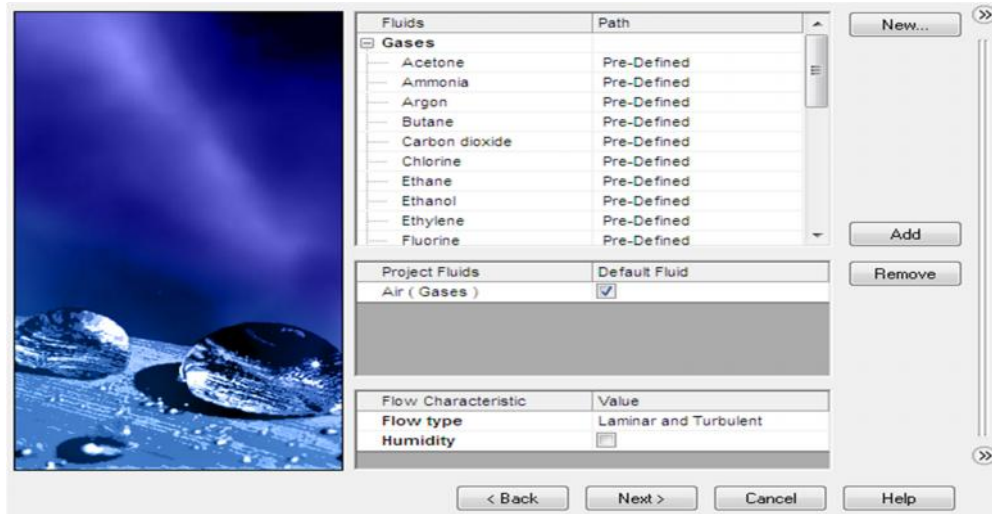 Fluids Path
Gases
Acetone Pre-Defined
Ammonia Pre-Defined
Argon Pre-Defined
Butane Pre-Defined
Carbon dioxide Pre-Defined
Chlorine Pre-Defined
Ethane Pre-Defined
Ethanol Pre-Defined
Ethylene Pre-Defined
Fluorine Pre-Defined
New...
Add
Remove
Project Fluids Default Fluid
Air ( Gases )
Flow Characteristic Value
Flow type Laminar and Turbulent
Humidity
< Back Next > Cancel Help